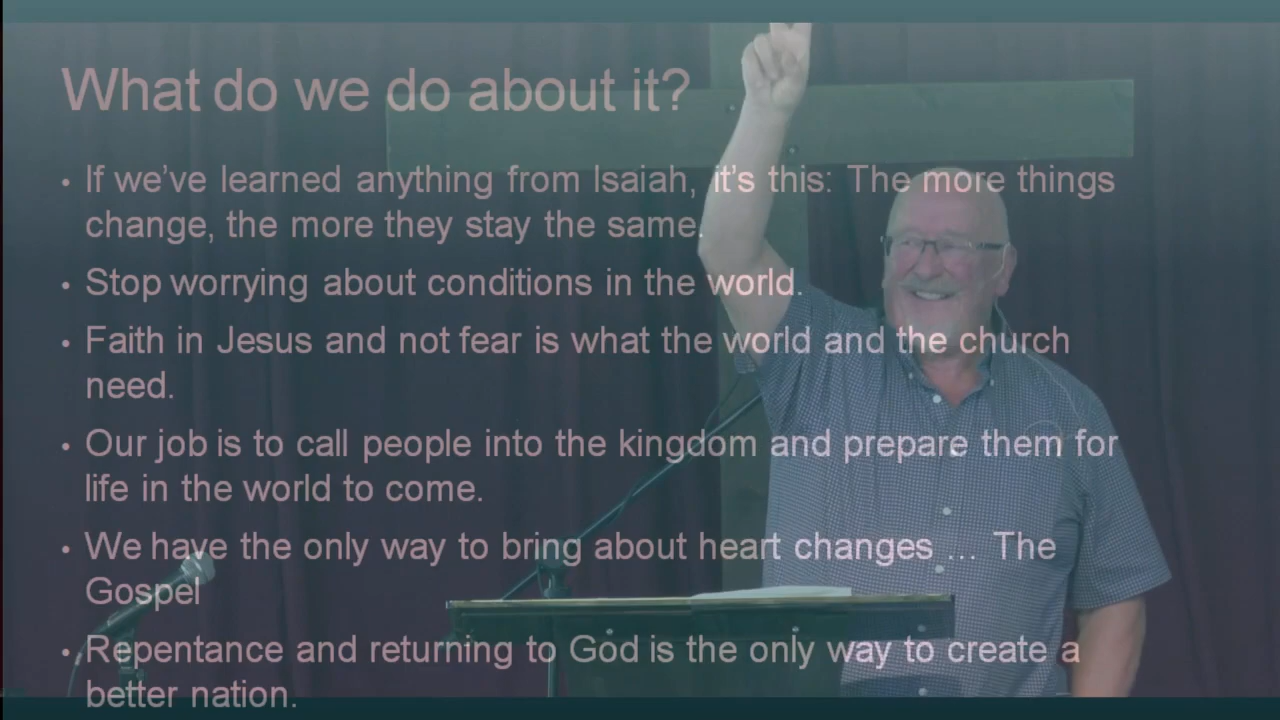 What do we do about it?
• If we've learned anything from Isaiah, it's this: The more things
change, the more they stay the same.
• Stop worrying about conditions in the world.
• Faith in Jesus and not fear is what the world and the church
need.
• Our job is to call people into the kingdom and prepare them for
life in the world to come.
• We have the only way to bring about heart changes ... The
Gospel
• Repentance and returning to God is the only way to create a
better nation.